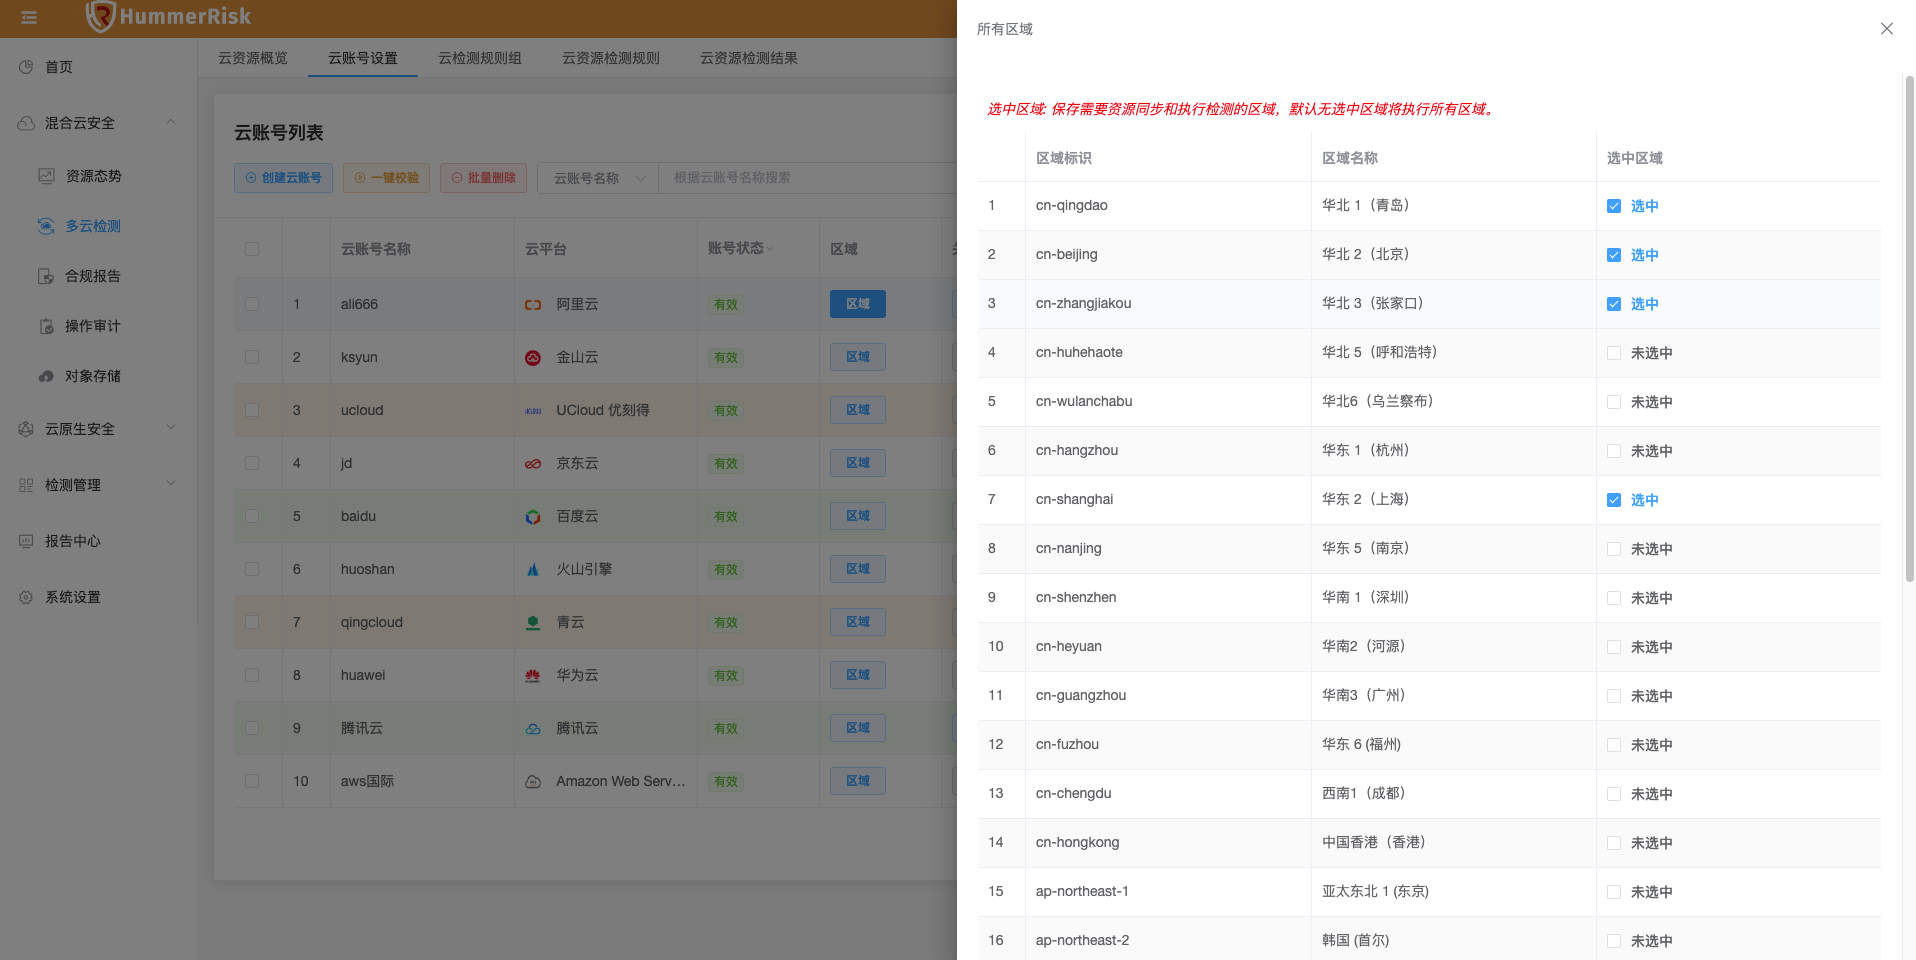 HummerRisk
首页
混合云安全
资源态势
多云检测
合规报告
操作审计
对象存储
云原生安全
检测管理
报告中心
系统设置
云资源概览 云账号设置 云检测规则组 云资源检测规则 云资源检测结果
云账号列表
创建云账号 一键校验 批量删除 云账号名称 根据云账号名称搜索
云账号名称 云平台 账号状态 区域
1 ali666 阿里云 有效 区域
2 ksyun 金山云 有效 区域
3 ucloud UCloud 优刻得 有效 区域
4 jd 京东云 有效 区域
5 baidu 百度云 有效 区域
6 huoshan 火山引擎 有效 区域
7 qingcloud 青云 有效 区域
8 huawei 华为云 有效 区域
9 腾讯云 腾讯云 有效 区域
10 aws国际 Amazon Web Serv... 有效 区域
所有区域
选中区域: 保存需要资源同步和执行检测的区域，默认无选中区域将执行所有区域。
区域标识 区域名称 选中区域
1 cn-qingdao 华北 1（青岛） 选中
2 cn-beijing 华北 2（北京） 选中
3 cn-zhangjiakou 华北 3（张家口） 选中
4 cn-huhehaote 华北 5（呼和浩特） 未选中
5 cn-wulanchabu 华北6（乌兰察布） 未选中
6 cn-hangzhou 华东 1（杭州） 未选中
7 cn-shanghai 华东 2（上海） 选中
8 cn-nanjing 华东 5（南京） 未选中
9 cn-shenzhen 华南 1（深圳） 未选中
10 cn-heyuan 华南2（河源） 未选中
11 cn-guangzhou 华南3（广州） 未选中
12 cn-fuzhou 华东 6 (福州) 未选中
13 cn-chengdu 西南1（成都） 未选中
14 cn-hongkong 中国香港（香港） 未选中
15 ap-northeast-1 亚太东北 1 (东京) 未选中
16 ap-northeast-2 韩国 (首尔) 未选中